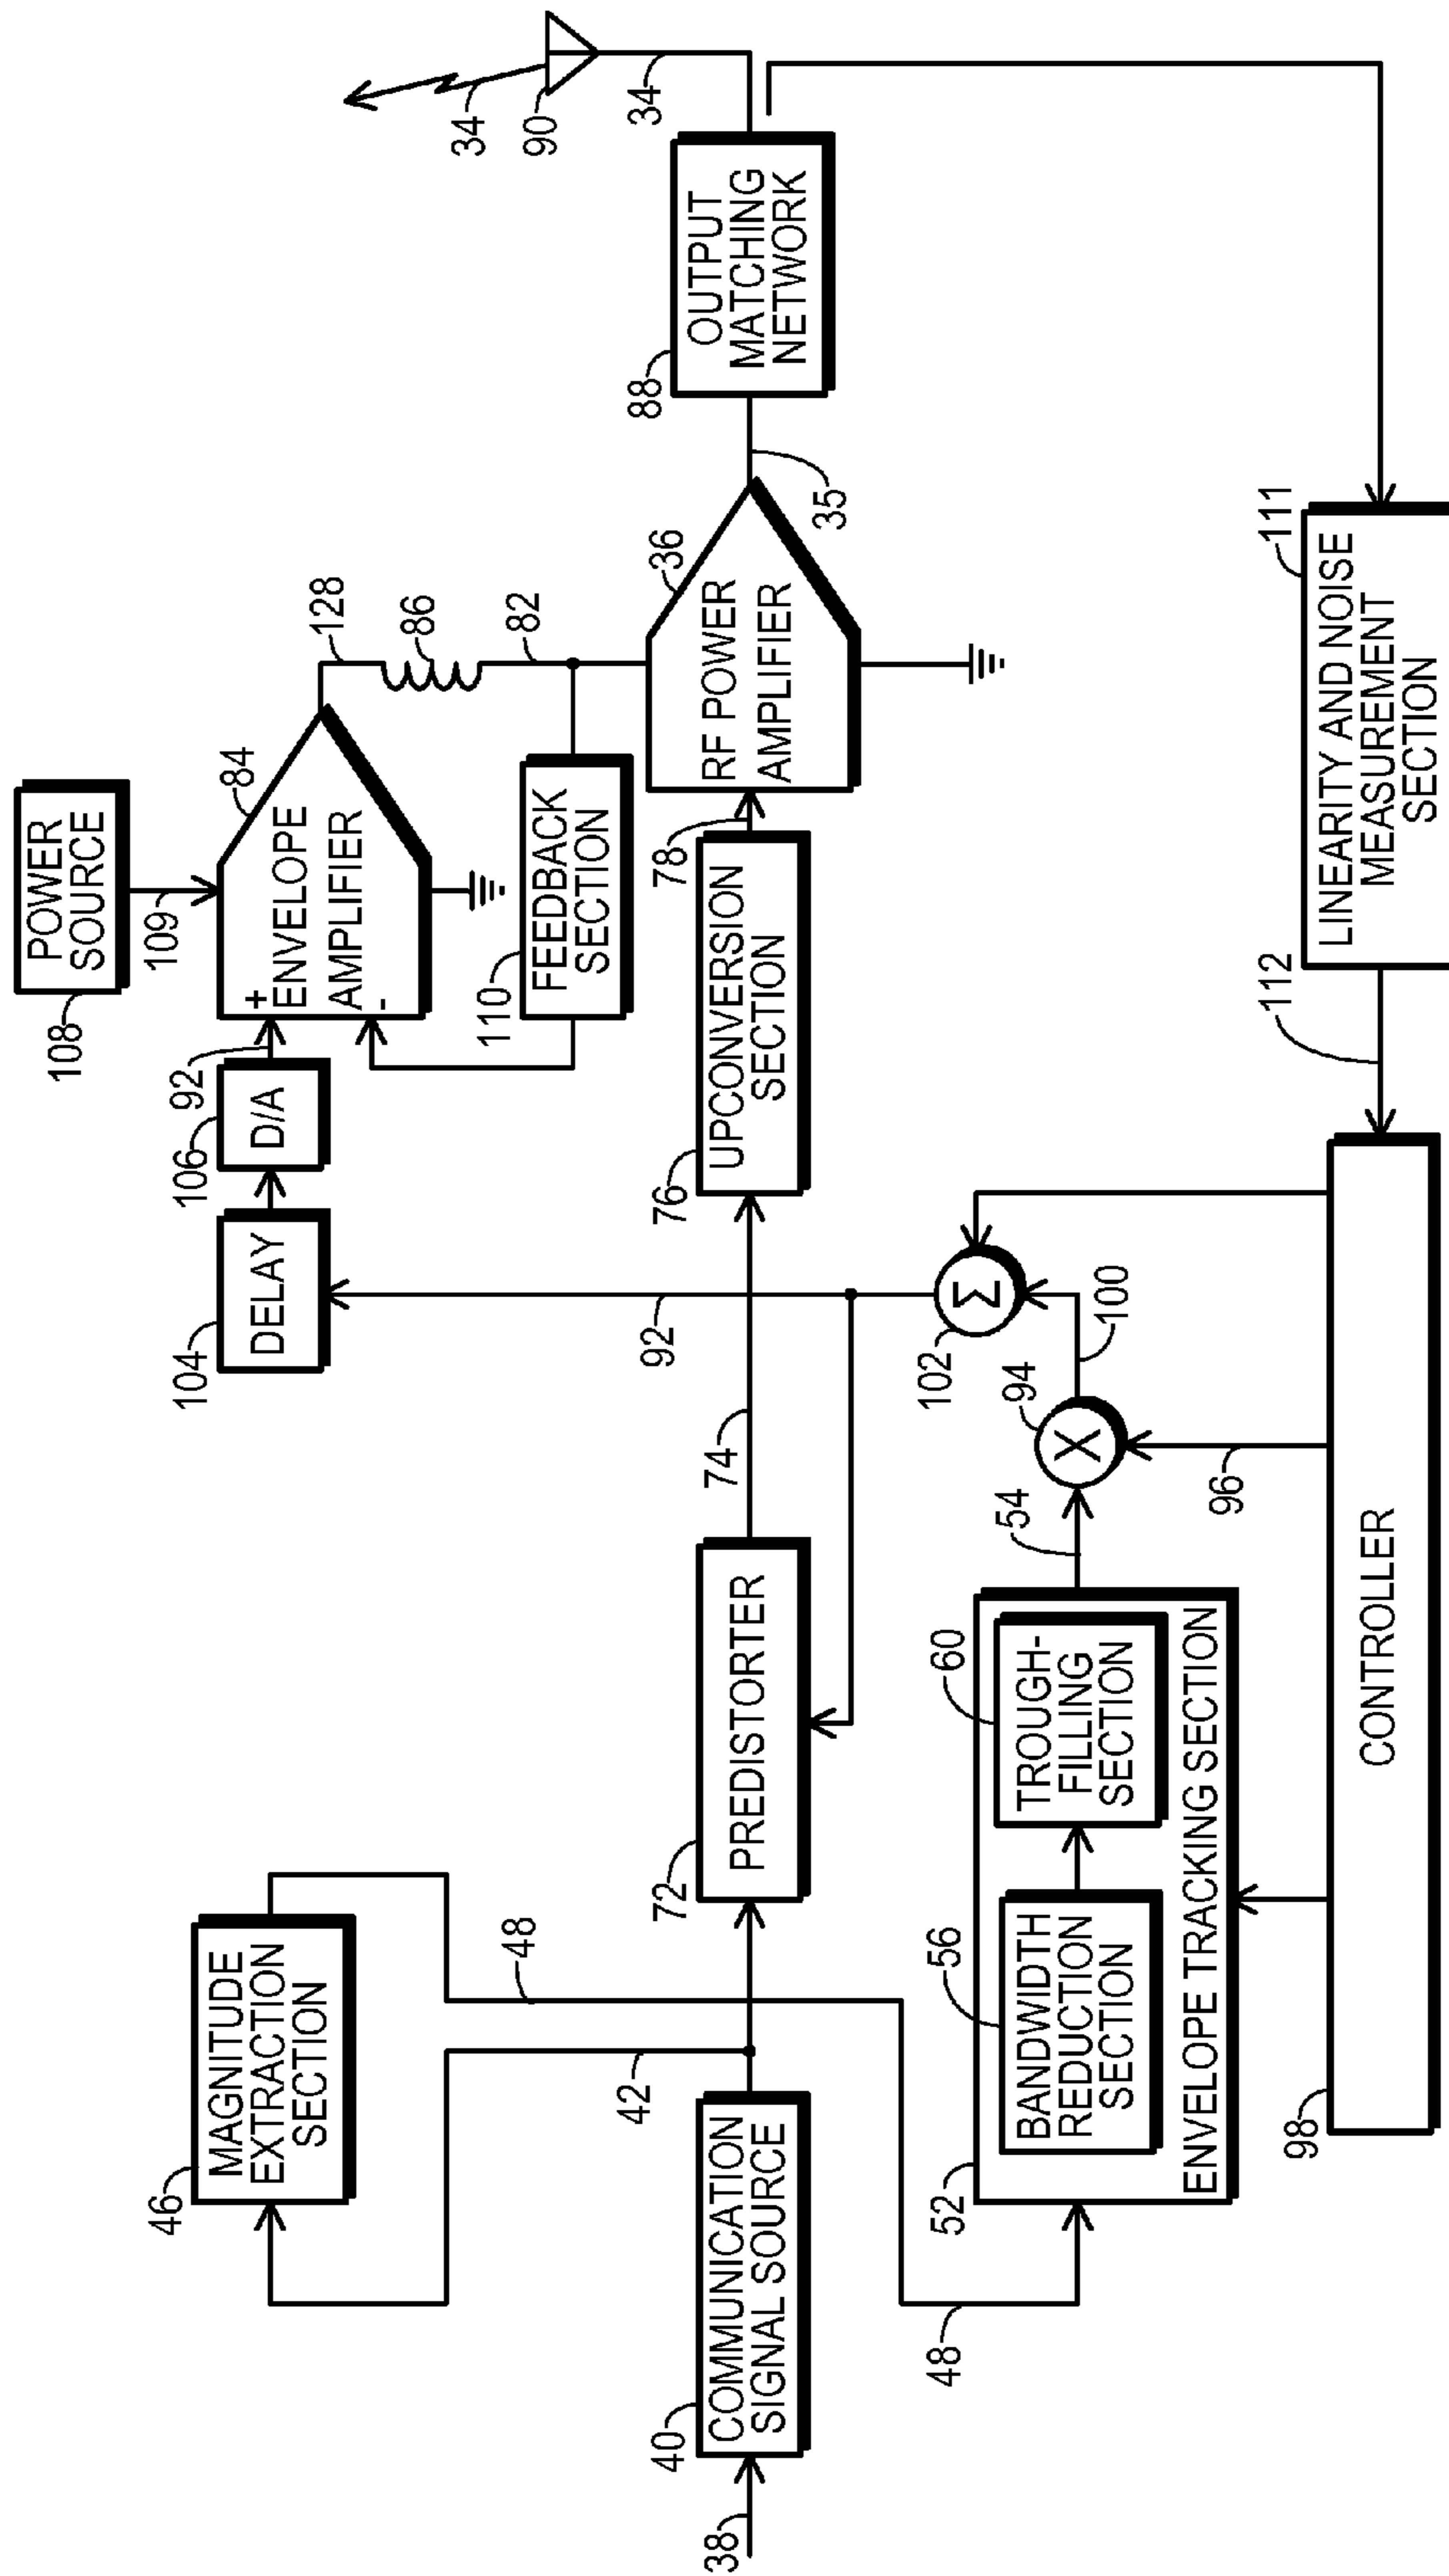 POWER
SOURCE
108
109
104
DELAY
106
D/A
92
+
ENVELOPE
AMPLIFIER
-
84
128
86
82
110
FEEDBACK
SECTION
34
90
34
46
MAGNITUDE
EXTRACTION
SECTION
48
42
38
40
COMMUNICATION
SIGNAL SOURCE
72
PREDISTORTER
74
92
76
UPCONVERSION
SECTION
78
RF POWER
AMPLIFIER
36
35
88
OUTPUT
MATCHING
NETWORK
48
52
56
BANDWIDTH
REDUCTION
SECTION
60
TROUGH-
FILLING
SECTION
ENVELOPE TRACKING SECTION
54
X
94
96
100
Σ
102
98
CONTROLLER
112
LINEARITY AND NOISE
MEASUREMENT
SECTION
111